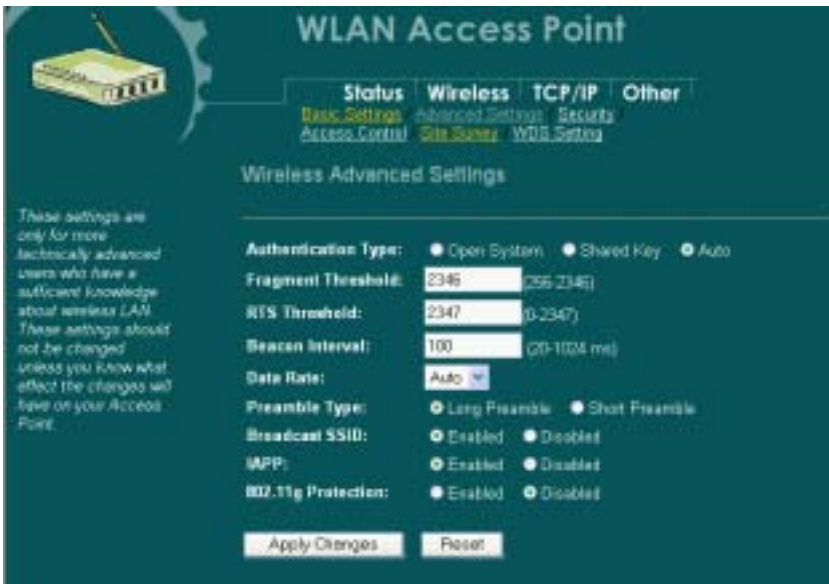 WLAN Access Point
Status Wireless TCP/IP Other
Basic Settings Advanced Settings Security
Access Control Site Survey WDS Setting
Wireless Advanced Settings
These settings are
only for more
technically advanced
users who have a
sufficient knowledge
about wireless LAN.
These settings should
not be changed
unless you know what
effect the changes will
have on your Access
Point.
Authentication Type: Open System Shared Key Auto
Fragment Threshold: 2346 (256-2346)
RTS Threshold: 2347 (0-2347)
Beacon Interval: 100 (20-1024 ms)
Data Rate: Auto
Preamble Type: Long Preamble Short Preamble
Broadcast SSID: Enabled Disabled
IAPP: Enabled Disabled
802.11g Protection: Enabled Disabled
Apply Changes Reset